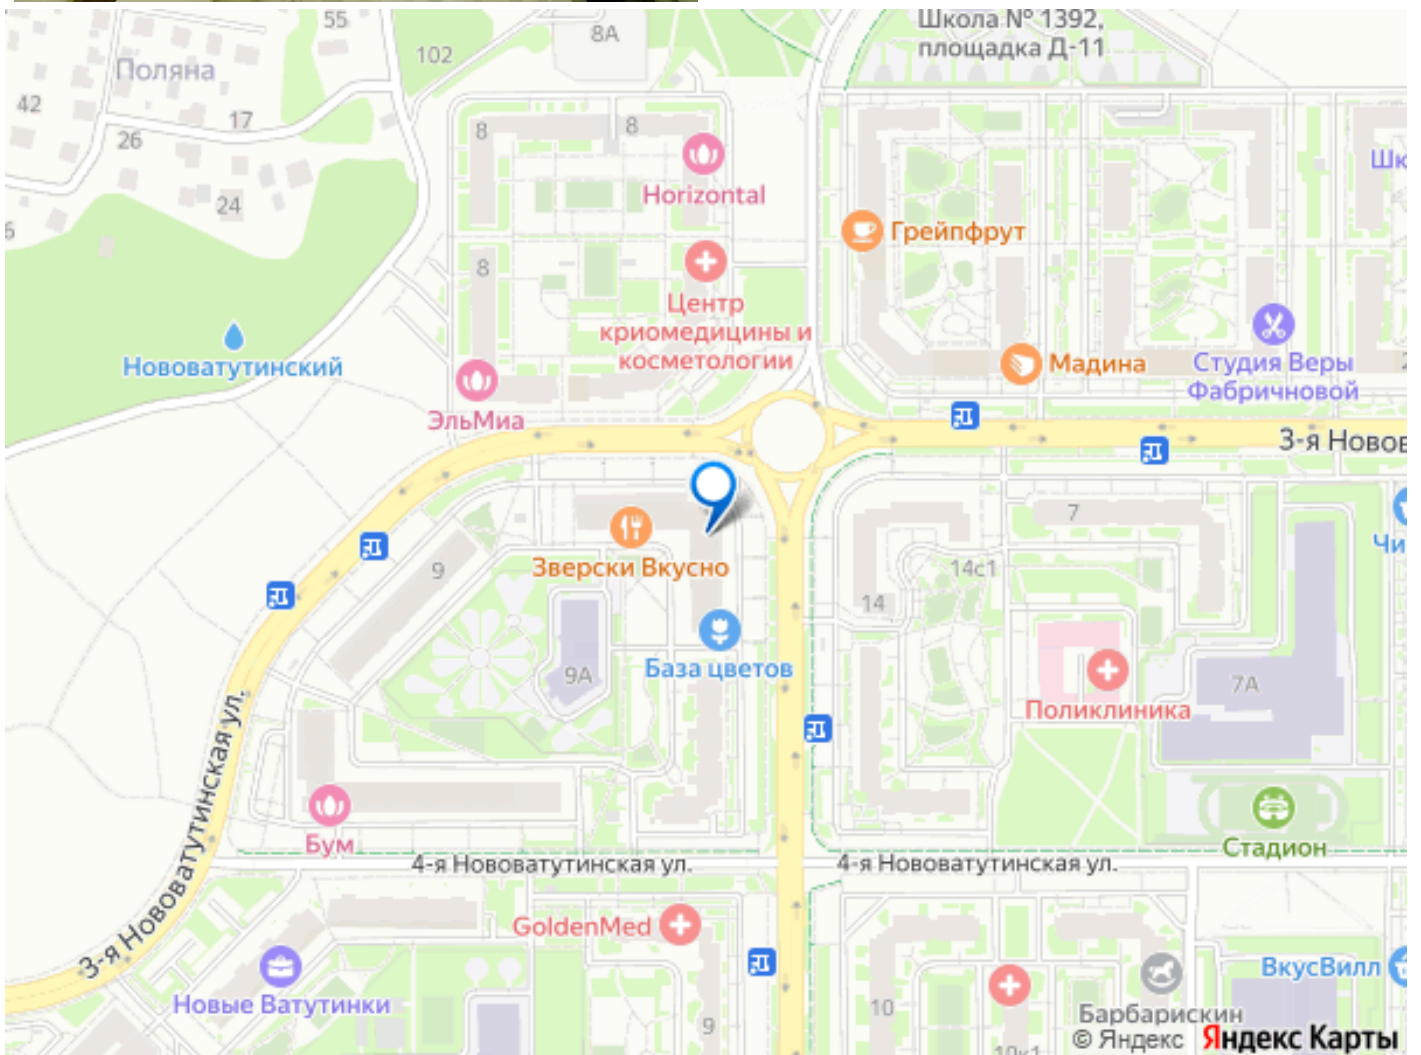 55
8А
Школа № 1392,
площадка Д-11
102
Поляна
42
17
26
8
8
Horizontal
Шк
24
Грейпфрут
8
Центр
криомедицины и
косметологии
Нововатутинский
Мадина
Студия Веры
Фабричновой
ЭльМиа
3-я Новов
9
Зверски Вкусно
7
14с1
Чи
14
9А
База цветов
Поликлиника
7А
3-я Нововатутинская ул.
Бум
Стадион
4-я Нововатутинская ул.
4-я Нововатутинская ул.
GoldenMed
Новые Ватутинки
9
10
Барбарискин
ВкусВилл
10к1
© Яндекс Яндекс Карты